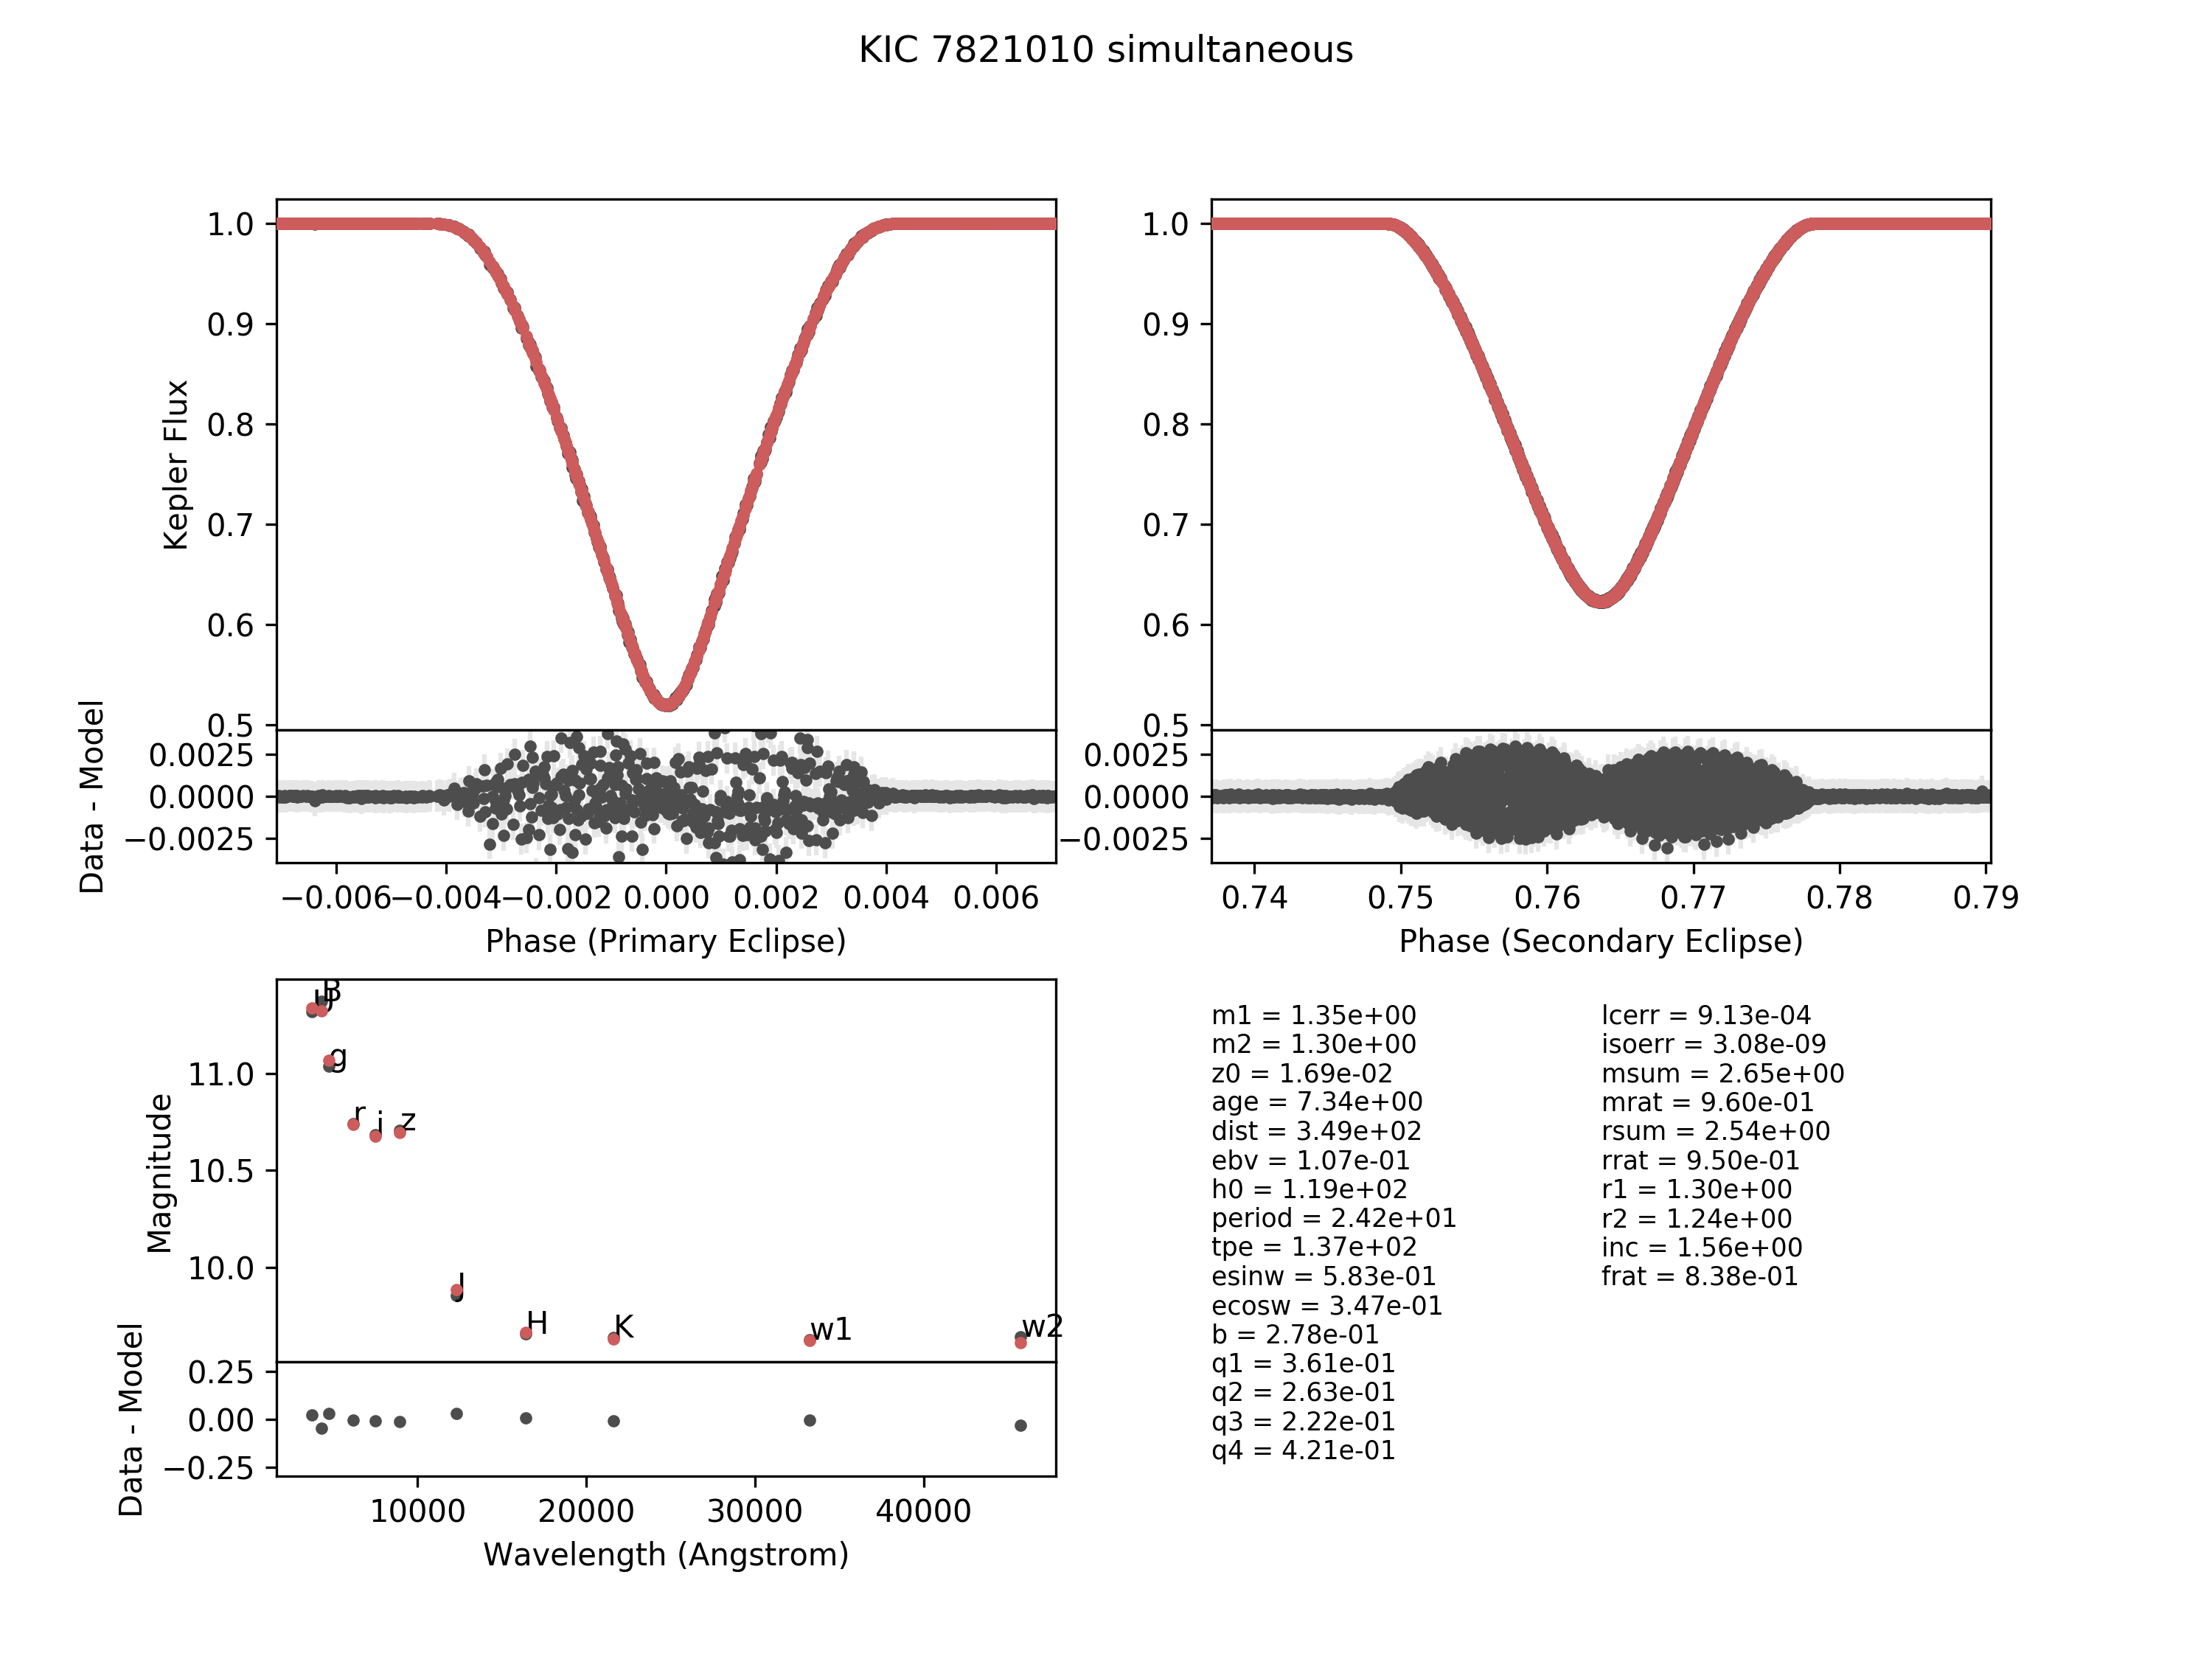 KIC 7821010 simultaneous
1.0
0.9
0.8
0.7
0.6
0.5
Kepler Flux
0.0025
0.0000
−0.0025
Data - Model
−0.006 −0.004 −0.002 0.000 0.002 0.004 0.006
Phase (Primary Eclipse)
1.0
0.9
0.8
0.7
0.6
0.5
0.0025
0.0000
−0.0025
0.74 0.75 0.76 0.77 0.78 0.79
Phase (Secondary Eclipse)
11.0
10.5
10.0
Magnitude
U B
g
r i z
J
H K w1 w2
0.25
0.00
−0.25
Data - Model
10000 20000 30000 40000
Wavelength (Angstrom)
m1 = 1.35e+00
m2 = 1.30e+00
z0 = 1.69e-02
age = 7.34e+00
dist = 3.49e+02
ebv = 1.07e-01
h0 = 1.19e+02
period = 2.42e+01
tpe = 1.37e+02
esinw = 5.83e-01
ecosw = 3.47e-01
b = 2.78e-01
q1 = 3.61e-01
q2 = 2.63e-01
q3 = 2.22e-01
q4 = 4.21e-01
lcerr = 9.13e-04
isoerr = 3.08e-09
msum = 2.65e+00
mrat = 9.60e-01
rsum = 2.54e+00
rrat = 9.50e-01
r1 = 1.30e+00
r2 = 1.24e+00
inc = 1.56e+00
frat = 8.38e-01